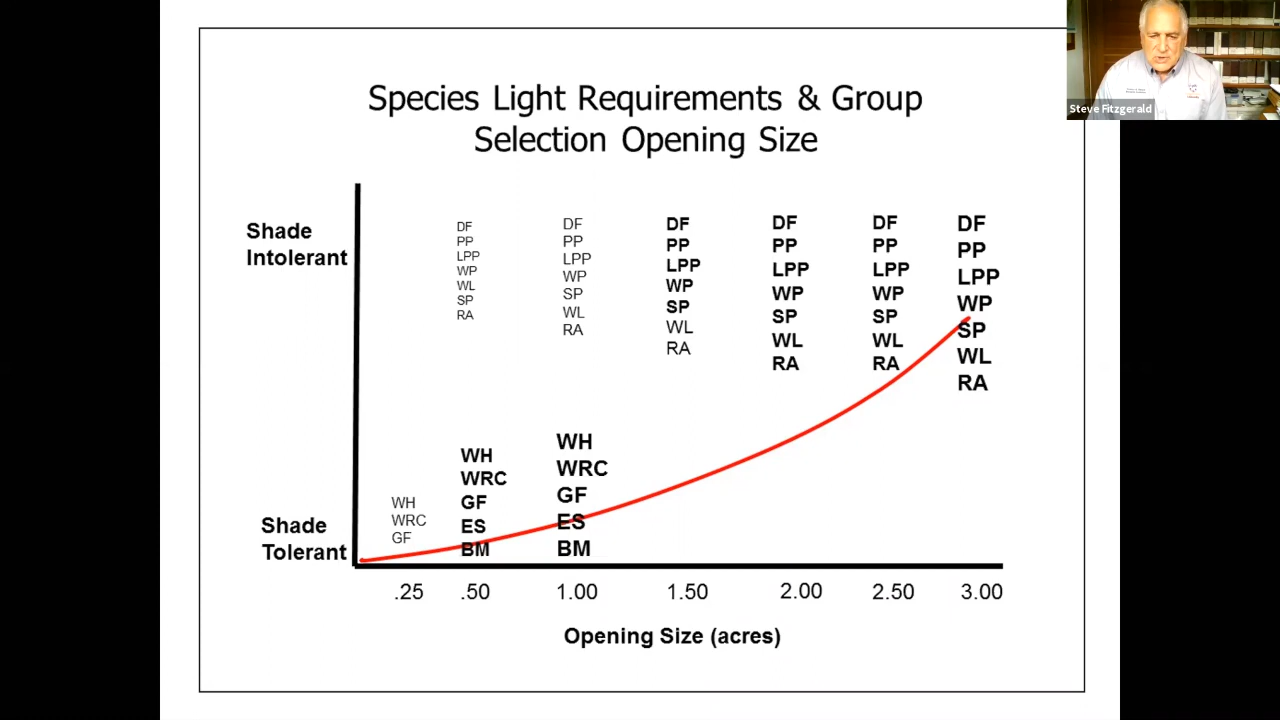 Species Light Requirements & Group
Selection Opening Size
Steve Fitzgerald
Shade
Intolerant
DF
PP
LPP
WP
WL
SP
RA
DF
PP
LPP
WP
SP
WL
RA
DF
PP
LPP
WP
SP
WL
RA
DF
PP
LPP
WP
SP
WL
RA
DF
PP
LPP
WP
SP
WL
RA
DF
PP
LPP
WP
SP
WL
RA
Shade
Tolerant
WH
WRC
GF
WH
WRC
GF
ES
BM
WH
WRC
GF
ES
BM
.25 .50 1.00 1.50 2.00 2.50 3.00
Opening Size (acres)